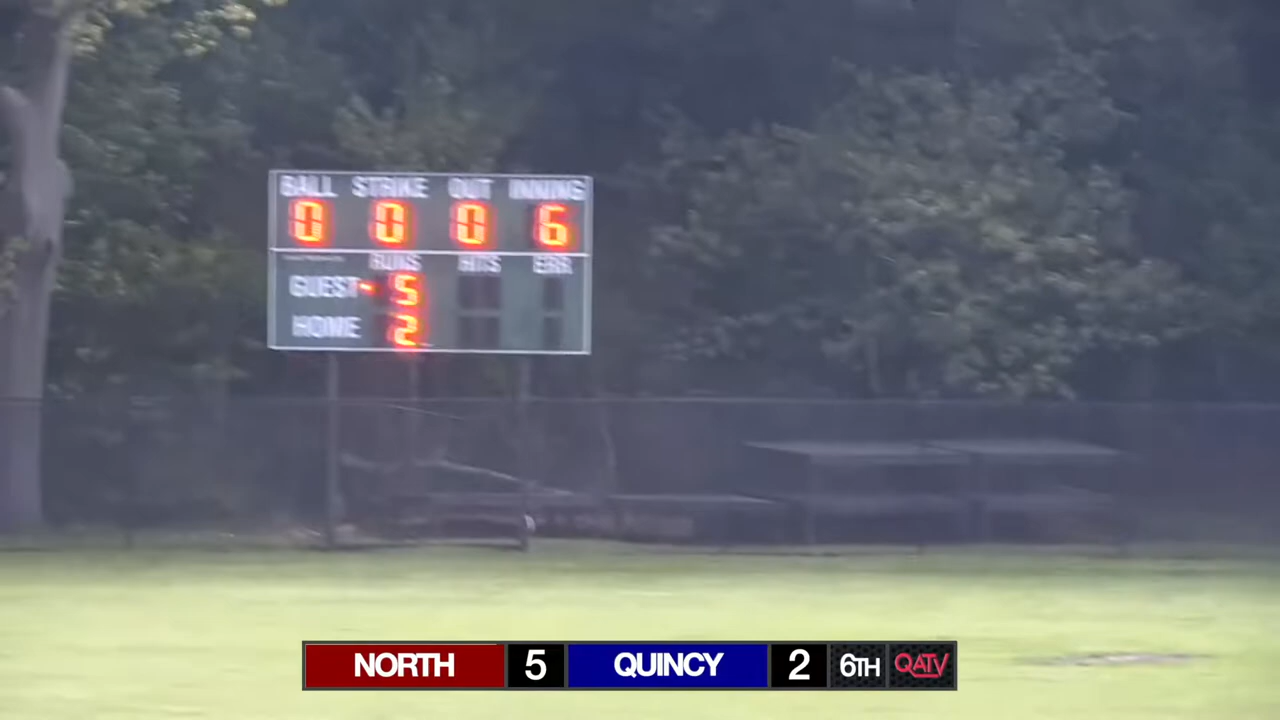 BALL STRIKE OUT INNING
0 0 0 6
RUNS HITS ERR
GUEST 5
HOME 2
NORTH 5 QUINCY 2 6TH QATV